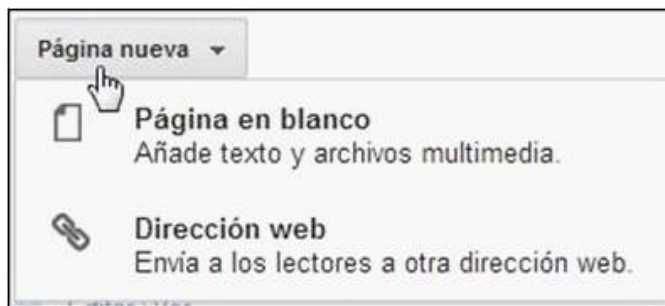 Página nueva
Página en blanco
Añade texto y archivos multimedia.
Dirección web
Envía a los lectores a otra dirección web.